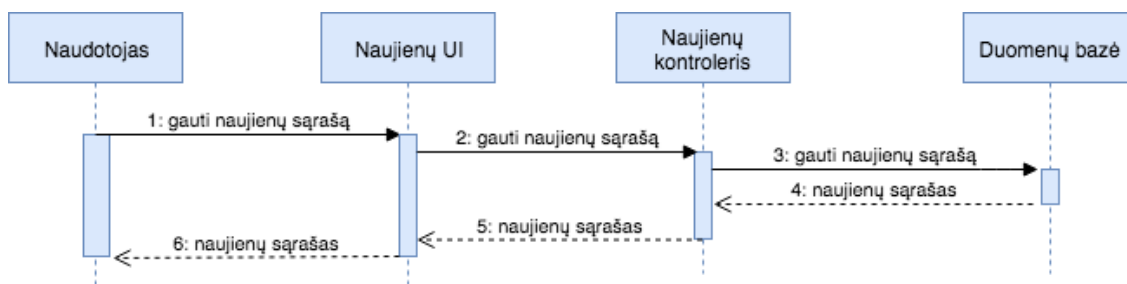 Naudotojas
Naujienų UI
Naujienų
kontroleris
Duomenų bazė
1: gauti naujienų sąrašą
2: gauti naujienų sąrašą
3: gauti naujienų sąrašą
4: naujienų sąrašas
5: naujienų sąrašas
6: naujienų sąrašas